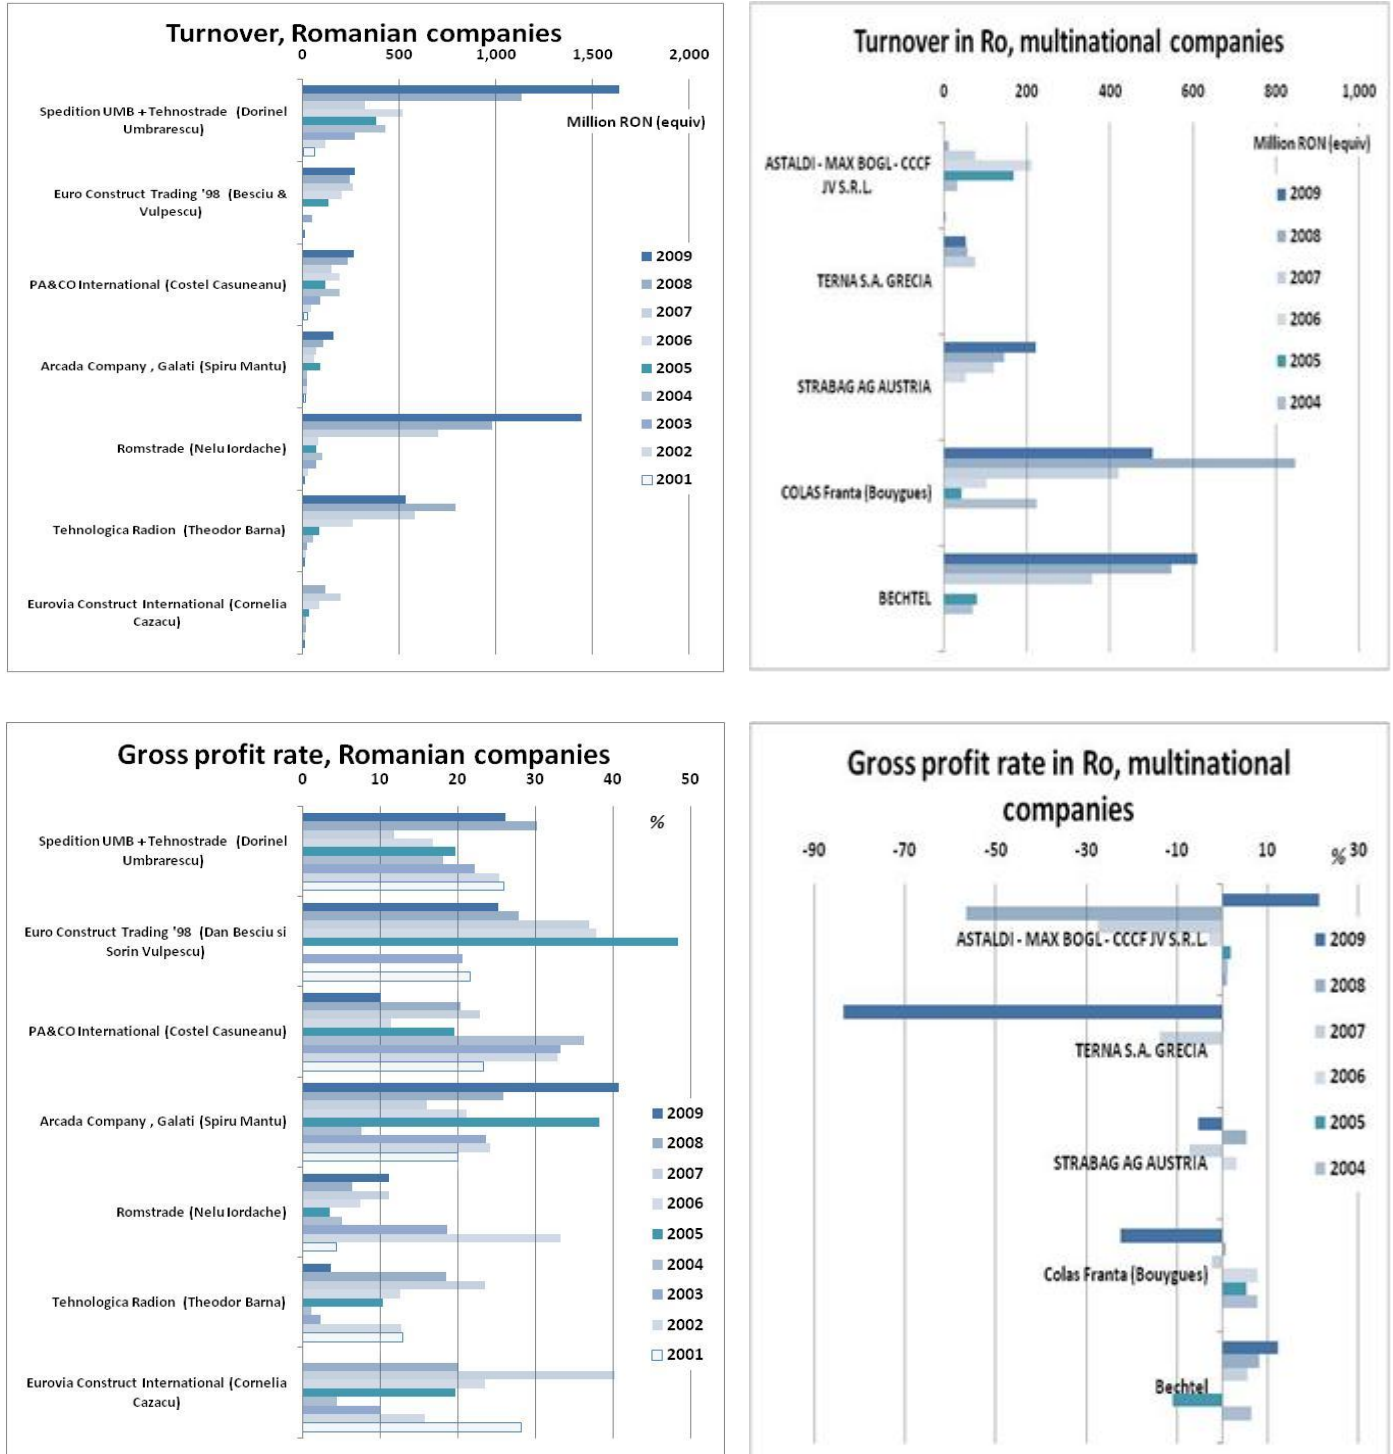 Turnover, Romanian companies
0 500 1,000 1,500 2,000
Million RON (equiv)
Spedition UMB + Tehnostrade (Dorinel
Umbrarescu)
Euro Construct Trading '98 (Besciu &
Vulpescu)
PA&CO International (Costel Casuneanu)
Arcada Company , Galati (Spiru Mantu)
Romstrade (Nelu Iordache)
Tehnologica Radion (Theodor Barna)
Eurovia Construct International (Cornelia
Cazacu)
2009
2008
2007
2006
2005
2004
2003
2002
2001
Turnover in Ro, multinational companies
0 200 400 600 800 1,000
Million RON (equiv)
ASTALDI - MAX BOGL - CCCF
JV S.R.L.
TERNA S.A. GRECIA
STRABAG AG AUSTRIA
COLAS Franta (Bouygues)
BECHTEL
2009
2008
2007
2006
2005
2004
Gross profit rate, Romanian companies
0 10 20 30 40 50
%
Spedition UMB + Tehnostrade (Dorinel
Umbrarescu)
Euro Construct Trading '98 (Dan Besciu si
Sorin Vulpescu)
PA&CO International (Costel Casuneanu)
Arcada Company , Galati (Spiru Mantu)
Romstrade (Nelu Iordache)
Tehnologica Radion (Theodor Barna)
Eurovia Construct International (Cornelia
Cazacu)
2009
2008
2007
2006
2005
2004
2003
2002
2001
Gross profit rate in Ro, multinational
companies
-90 -70 -50 -30 -10 10 % 30
ASTALDI - MAX BOGL - CCCF JV S.R.L.
TERNA S.A. GRECIA
STRABAG AG AUSTRIA
Colas Franta (Bouygues)
Bechtel
2009
2008
2007
2006
2005
2004